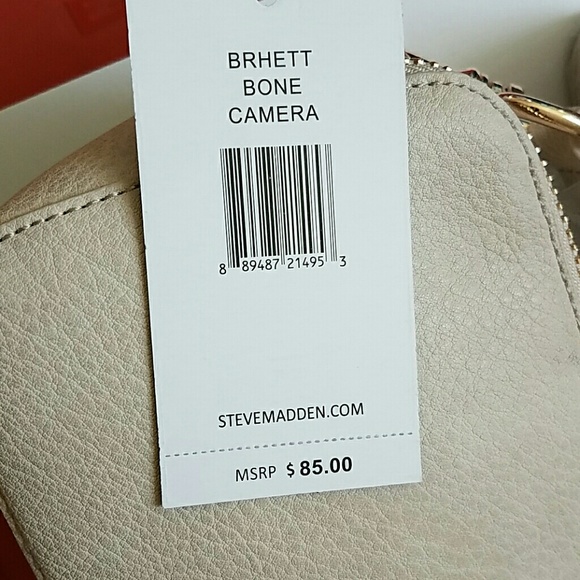 BRHETT
BONE
CAMERA
8 89487 21495 3
STEVEMADDEN.COM
MSRP $ 85.00